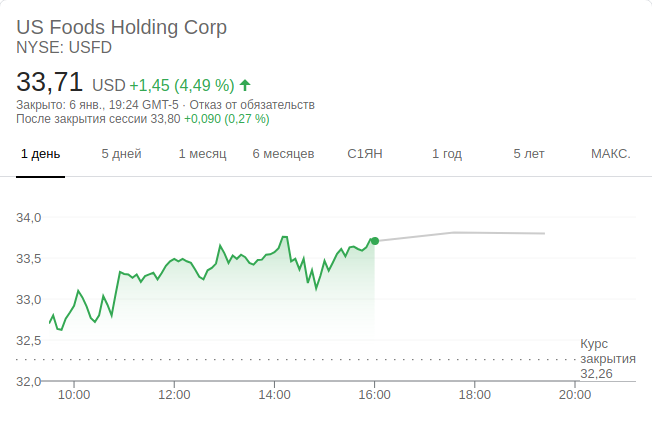 US Foods Holding Corp
NYSE: USFD
33,71 USD +1,45 (4,49 %)
Закрыто: 6 янв., 19:24 GMT-5 · Отказ от обязательств
После закрытия сессии 33,80 +0,090 (0,27 %)
1 день 5 дней 1 месяц 6 месяцев С1ЯН 1 год 5 лет МАКС.
34,0
33,5
33,0
32,5
32,0
Курс
закрытия
32,26
10:00 12:00 14:00 16:00 18:00 20:00